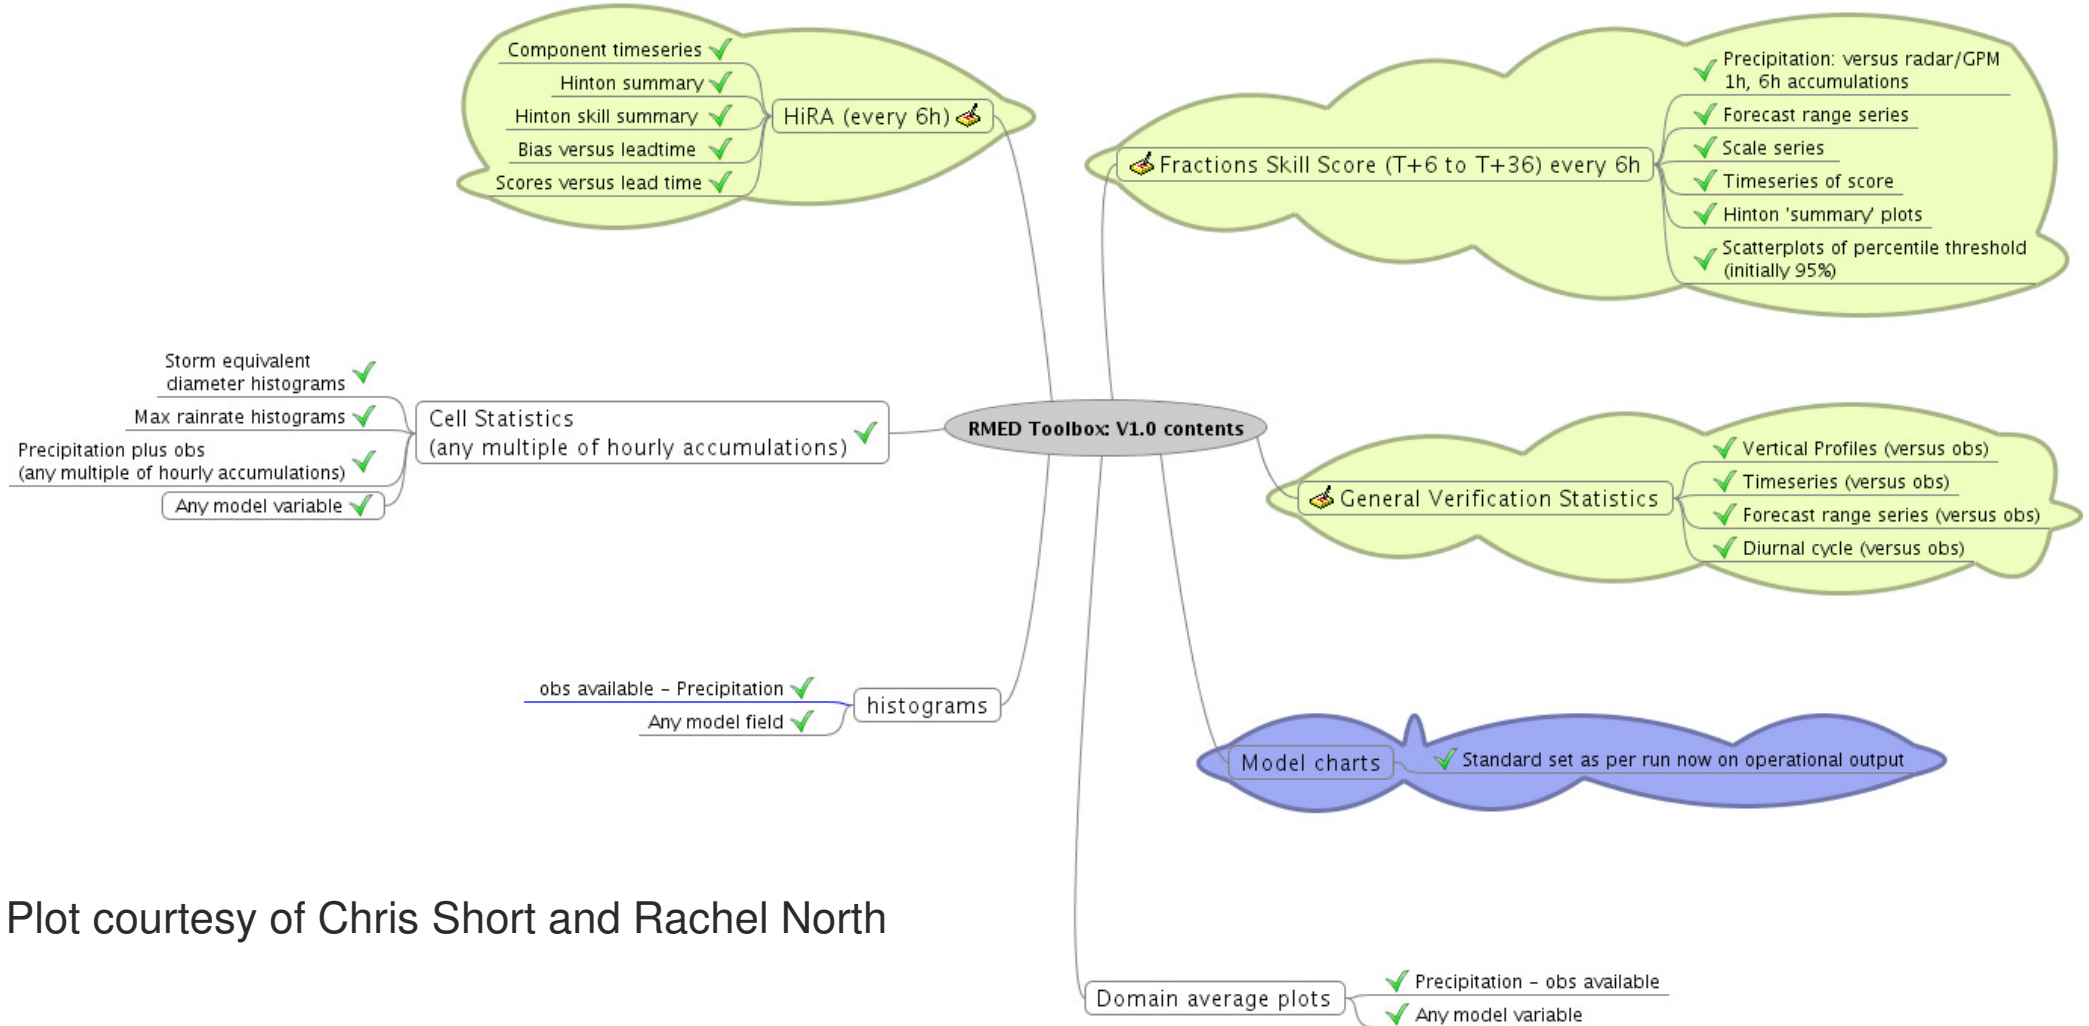 Component timeseries
Hinton summary
Hinton skill summary
Bias versus leadtime
Scores versus lead time
HiRA (every 6h)
Fractions Skill Score (T+6 to T+36) every 6h
Precipitation: versus radar/GPM
1h, 6h accumulations
Forecast range series
Scale series
Timeseries of score
Hinton 'summary' plots
Scatterplots of percentile threshold
(initially 95%)
Storm equivalent
diameter histograms
Max rainrate histograms
Precipitation plus obs
(any multiple of hourly accumulations)
Any model variable
Cell Statistics
(any multiple of hourly accumulations)
RMED Toolbox: V1.0 contents
General Verification Statistics
Vertical Profiles (versus obs)
Timeseries (versus obs)
Forecast range series (versus obs)
Diurnal cycle (versus obs)
obs available - Precipitation
Any model field
histograms
Model charts
Standard set as per run now on operational output
Plot courtesy of Chris Short and Rachel North
Domain average plots
Precipitation - obs available
Any model variable